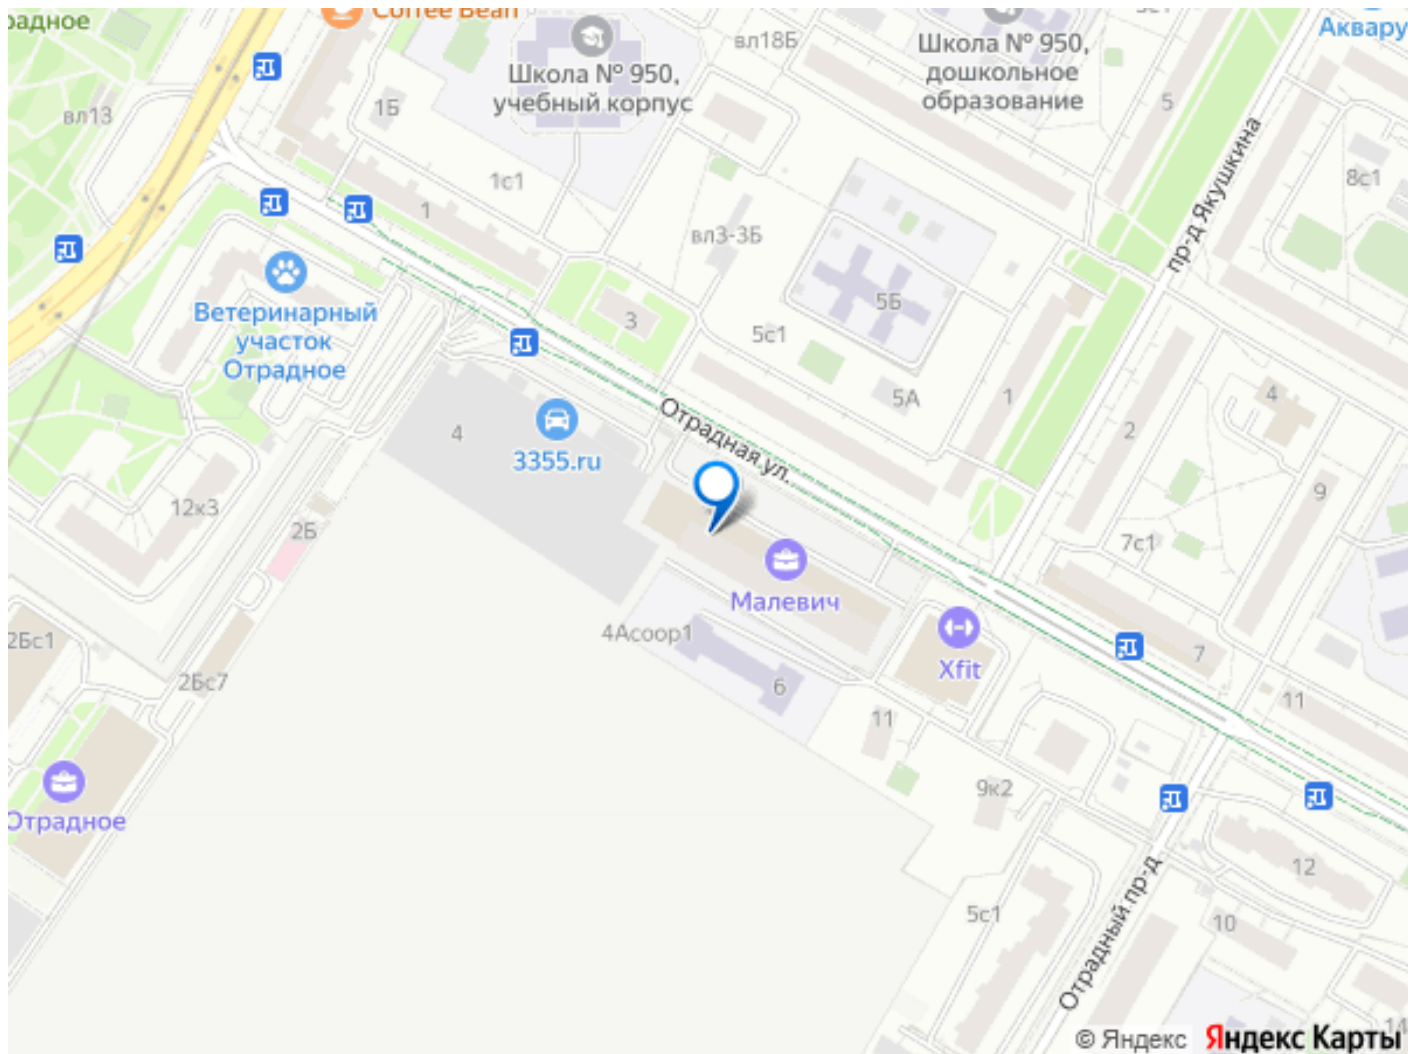 радное
Coffee Bean
вл13
1Б
Школа № 950,
учебный корпус
вл18Б
Школа № 950,
дошкольное
образование
5
Аквару
8с1
1с1
1
вл3-3Б
пр-д Якушкина
5Б
3
5с1
Ветеринарный
участок
Отрадное
5А
1
4
2
4
3355.ru
Отрадная ул.
9
12к3
2Б
7с1
Малевич
4Асоор1
Xfit
7
2Бс1
2Бс7
6
11
11
9к2
Отрадное
12
5с1
10
Отрадный пр-д
14
© Яндекс
Яндекс Карты